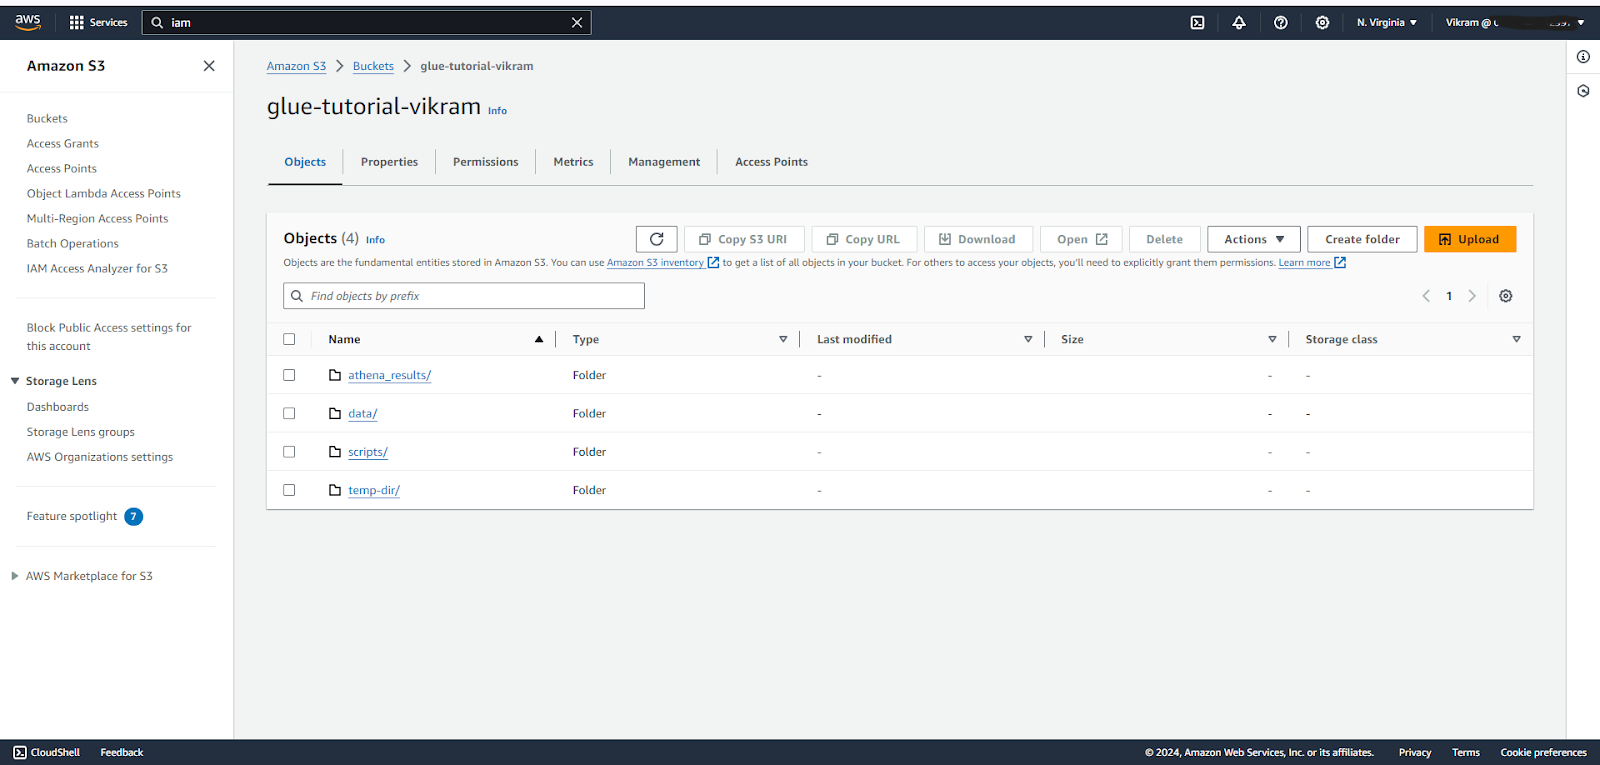 aws Services iam N. Virginia Vikram @
Amazon S3
Buckets
Access Grants
Access Points
Object Lambda Access Points
Multi-Region Access Points
Batch Operations
IAM Access Analyzer for S3
Block Public Access settings for
this account
Storage Lens
Dashboards
Storage Lens groups
AWS Organizations settings
Feature spotlight 7
AWS Marketplace for S3
Amazon S3 Buckets glue-tutorial-vikram
glue-tutorial-vikram Info
Objects Properties Permissions Metrics Management Access Points
Objects (4) Info Copy S3 URI Copy URL Download Open Delete Actions Create folder Upload
Objects are the fundamental entities stored in Amazon S3. You can use Amazon S3 inventory to get a list of all objects in your bucket. For others to access your objects, you'll need to explicitly grant them permissions. Learn more
Find objects by prefix 1
Name Type Last modified Size Storage class
athena_results/ Folder - - -
data/ Folder - - -
scripts/ Folder - - -
temp-dir/ Folder - - -
CloudShell Feedback © 2024, Amazon Web Services, Inc. or its affiliates. Privacy Terms Cookie preferences